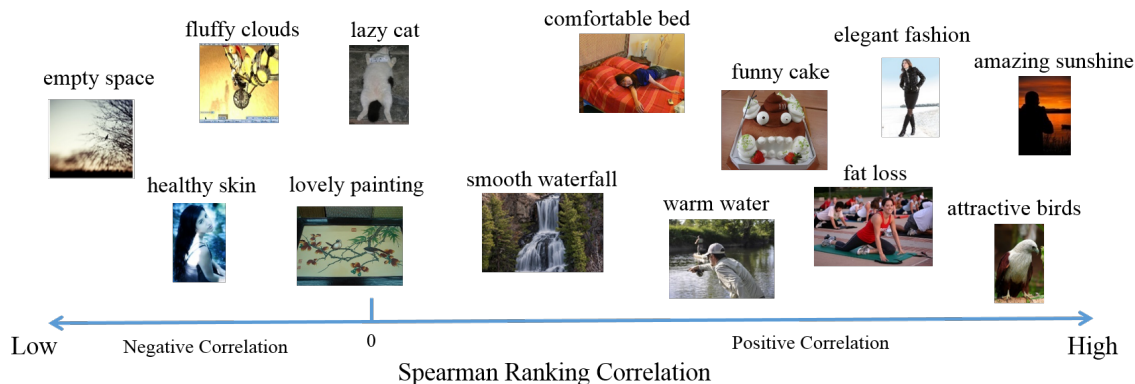 comfortable bed
fluffy clouds
lazy cat
elegant fashion
amazing sunshine
empty space
funny cake
healthy skin
lovely painting
smooth waterfall
warm water
fat loss
attractive birds
Low
Negative Correlation
0
Positive Correlation
High
Spearman Ranking Correlation